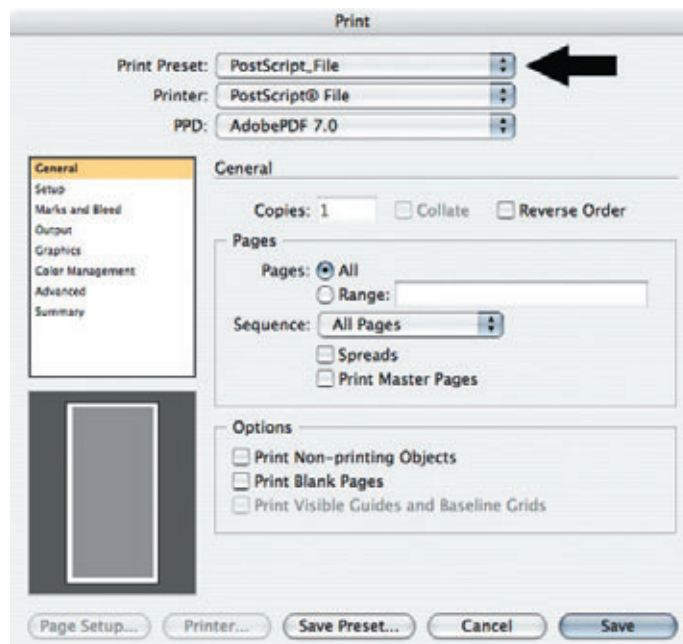 Print
Print Preset: PostScript_File
Printer: PostScript® File
PPD: AdobePDF 7.0
General
Setup
Marks and Bleed
Output
Graphics
Color Management
Advanced
Summary
General
Copies: 1 Collate Reverse Order
Pages
Pages: All
Range:
Sequence: All Pages
Spreads
Print Master Pages
Options
Print Non-printing Objects
Print Blank Pages
Print Visible Guides and Baseline Grids
Page Setup... Printer... Save Preset... Cancel Save